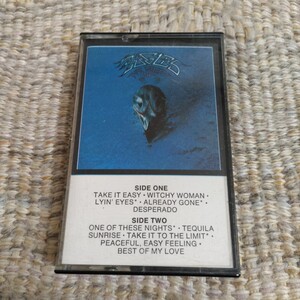 EAGLES
SIDE ONE
TAKE IT EASY • WITCHY WOMAN •
LYIN' EYES* • ALREADY GONE* •
DESPERADO
SIDE TWO
ONE OF THESE NIGHTS* • TEQUILA
SUNRISE • TAKE IT TO THE LIMIT* •
PEACEFUL, EASY FEELING •
BEST OF MY LOVE